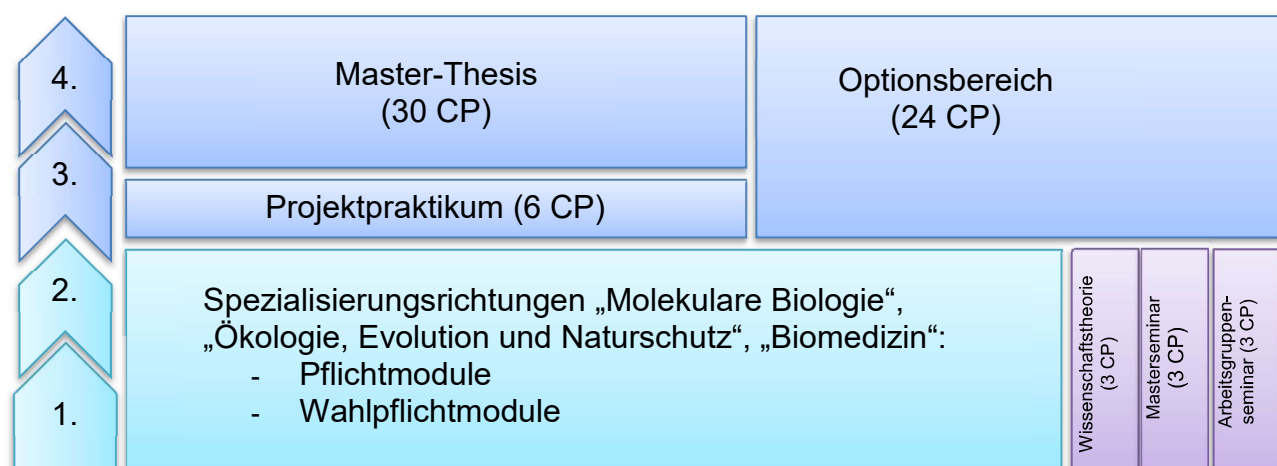 4.
3.
2.
1.
Master-Thesis
(30 CP)
Optionsbereich
(24 CP)
Projektpraktikum (6 CP)
Spezialisierungsrichtungen „Molekulare Biologie“,
„Ökologie, Evolution und Naturschutz“, „Biomedizin“:
- Pflichtmodule
- Wahlpflichtmodule
Wissenschaftstheorie
(3 CP)
Masterseminar
(3 CP)
Arbeitsgruppen-
seminar (3 CP)